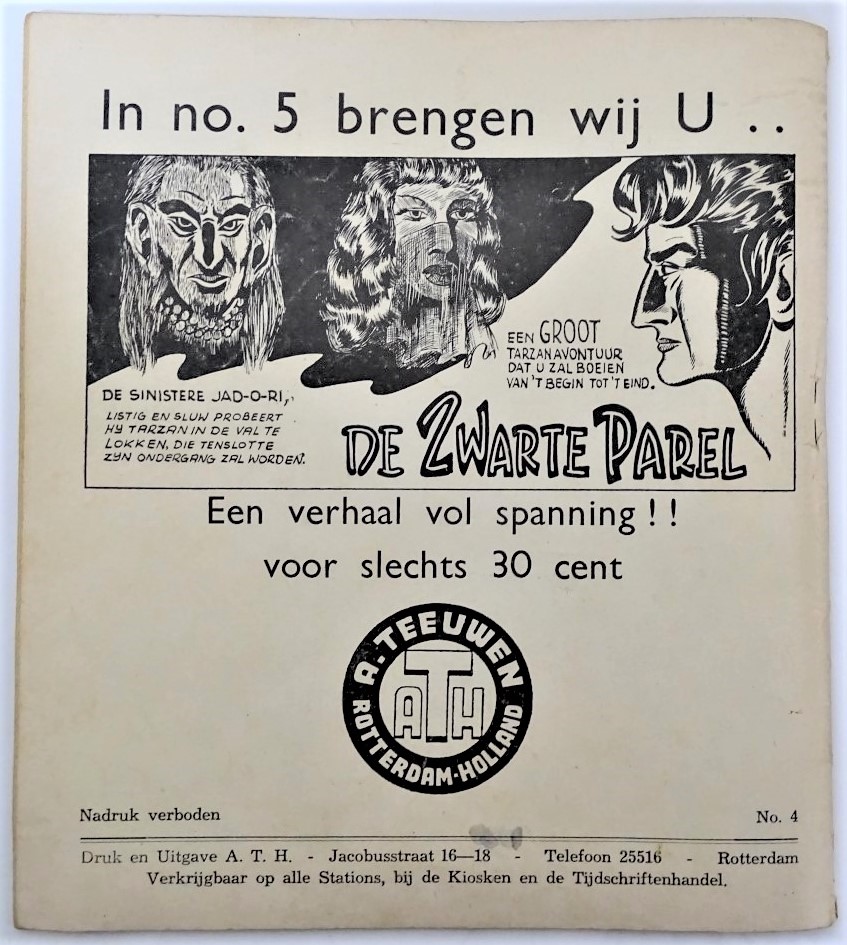 In no. 5 brengen wij U . .
EEN GROOT
TARZAN AVONTUUR
DAT U ZAL BOEIEN
VAN 'T BEGIN TOT 'T EIND.
DE SINISTERE JAD-O-RI,,
LISTIG EN SLUW PROBEERT
HY TARZAN IN DE VAL TE
LOKKEN, DIE TENSLOTTE
ZYN ONDERGANG ZAL WORDEN.
DE ZWARTE PAREL
Een verhaal vol spanning ! !
voor slechts 30 cent
A. TEEUWEN
ATH
ROTTERDAM-HOLLAND
Nadruk verboden No. 4
Druk en Uitgave A. T. H. - Jacobusstraat 16—18 - Telefoon 25516 - Rotterdam
Verkrijgbaar op alle Stations, bij de Kiosken en de Tijdschriftenhandel.